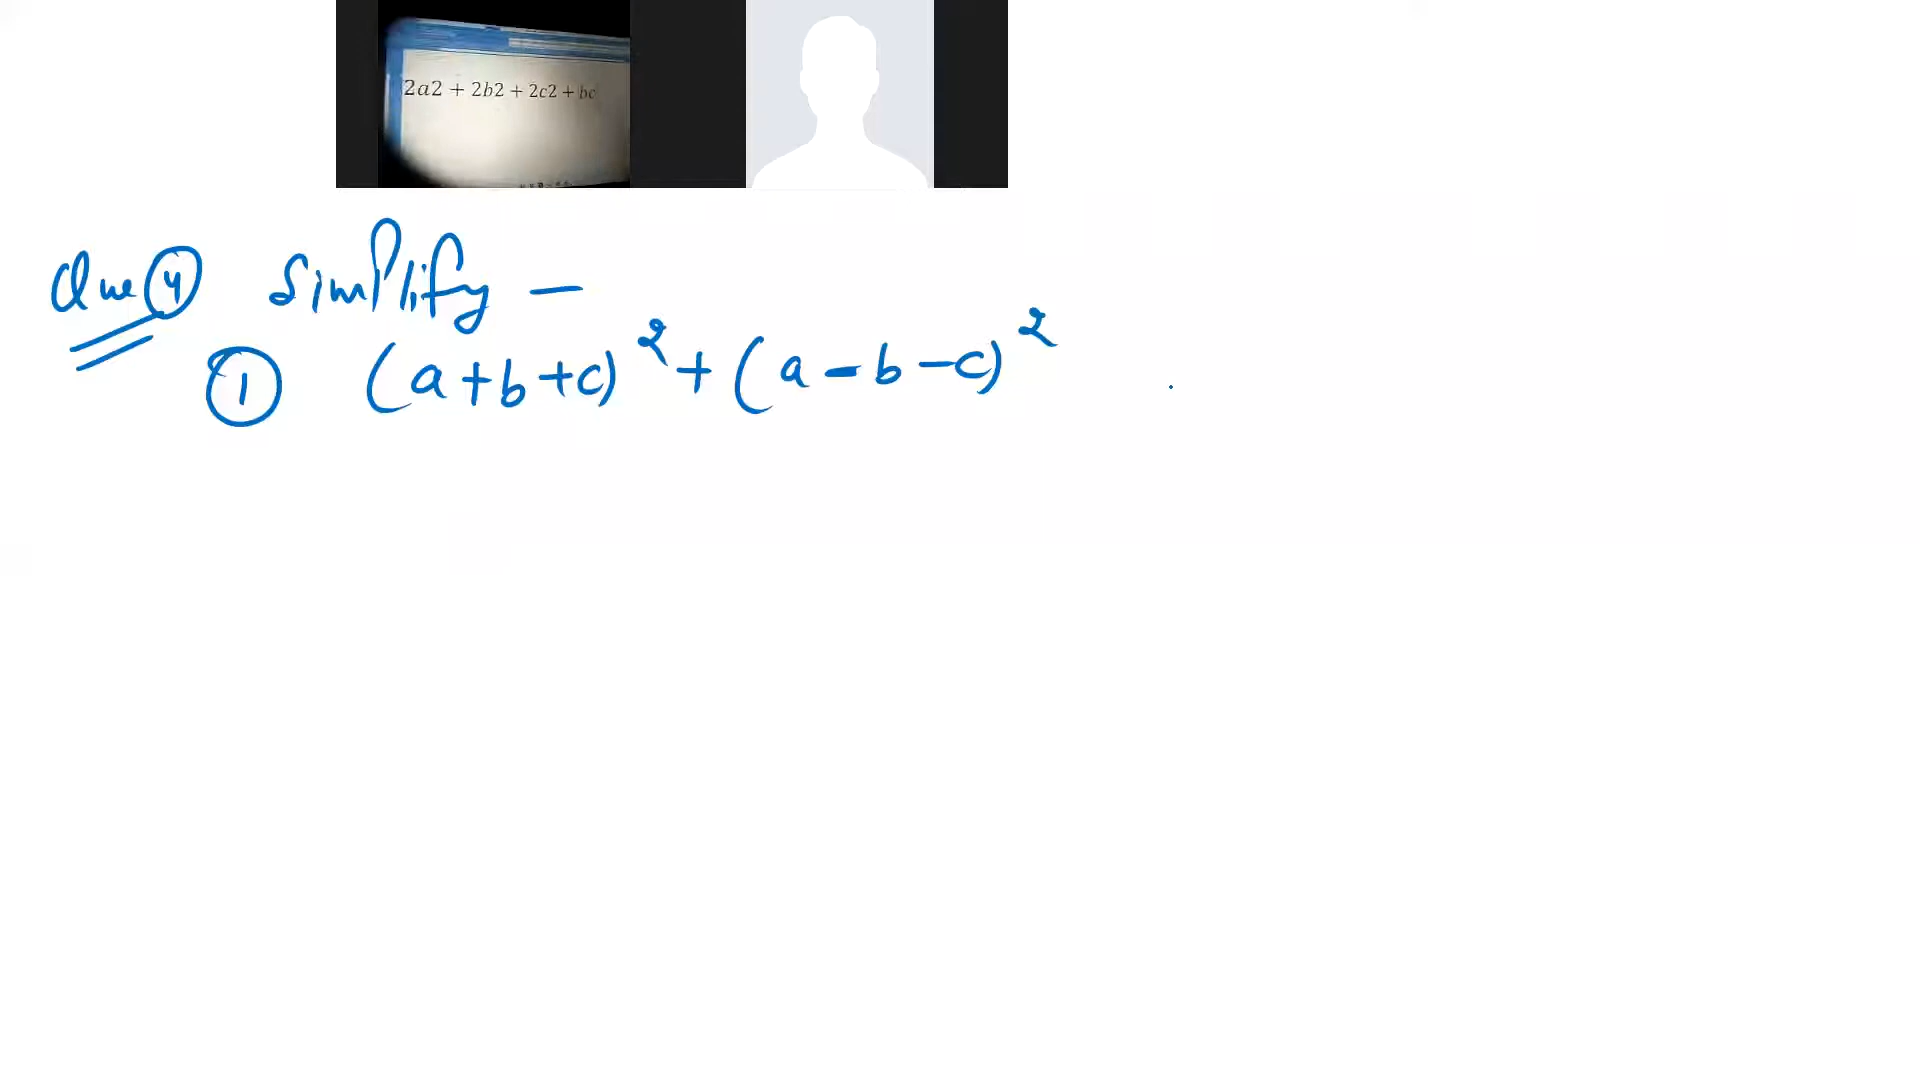 2a2 + 2b2 + 2c2 + bc
Que 4 Simplify –
1 (a+b+c)² + (a-b-c)²